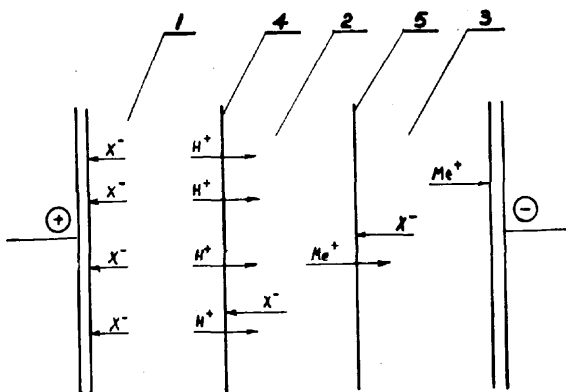 1 4 2 5 3
X⁻ H⁺
Me⁺
X⁻ H⁺
+ X⁻ −
X⁻ H⁺ Me⁺
X⁻
X⁻ H⁺